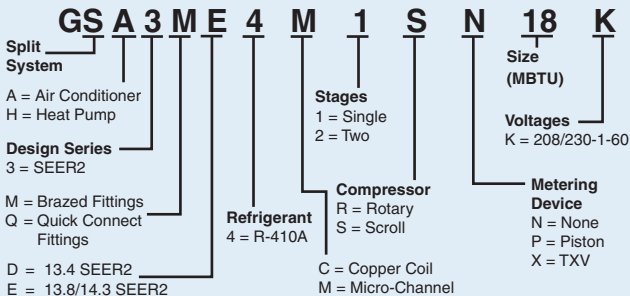 GSA3ME4M1SN18K
Split
System
A = Air Conditioner
H = Heat Pump
Design Series
3 = SEER2
M = Brazed Fittings
Q = Quick Connect
Fittings
D = 13.4 SEER2
E = 13.8/14.3 SEER2
Refrigerant
4 = R-410A
Stages
1 = Single
2 = Two
Compressor
R = Rotary
S = Scroll
C = Copper Coil
M = Micro-Channel
Size
(MBTU)
Voltages
K = 208/230-1-60
Metering
Device
N = None
P = Piston
X = TXV